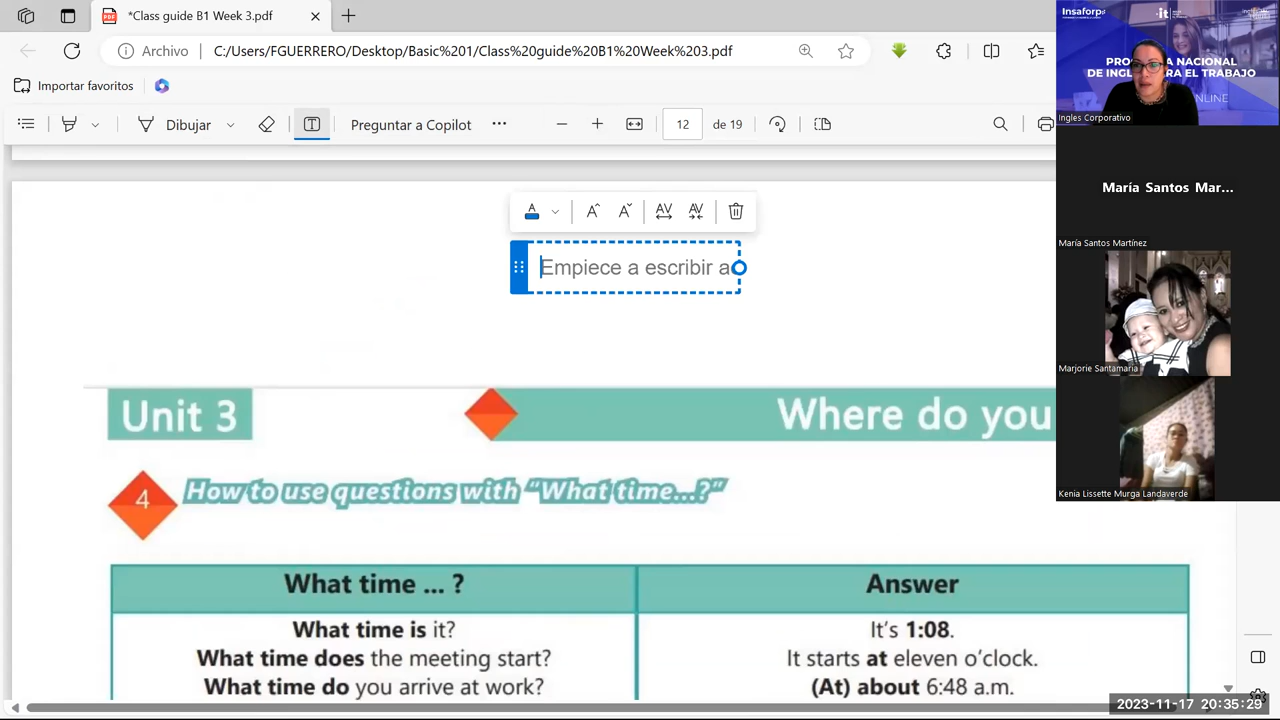 *Class guide B1 Week 3.pdf
Archivo
C:/Users/FGUERRERO/Desktop/Basic%201/Class%20guide%20B1%20Week%203.pdf
Importar favoritos
Dibujar
Preguntar a Copilot
12
de 19
Empiece a escribir a
Unit 3
Where do you
4
How to use questions with “What time...?”
What time ... ?
Answer
What time is it?
It’s 1:08.
What time does the meeting start?
It starts at eleven o’clock.
What time do you arrive at work?
(At) about 6:48 a.m.
Insaforp
Ingles Corporativo
María Santos Mar...
María Santos Martínez
Marjorie Santamaria
Kenia Lissette Murga Landaverde
2023-11-17 20:35:29